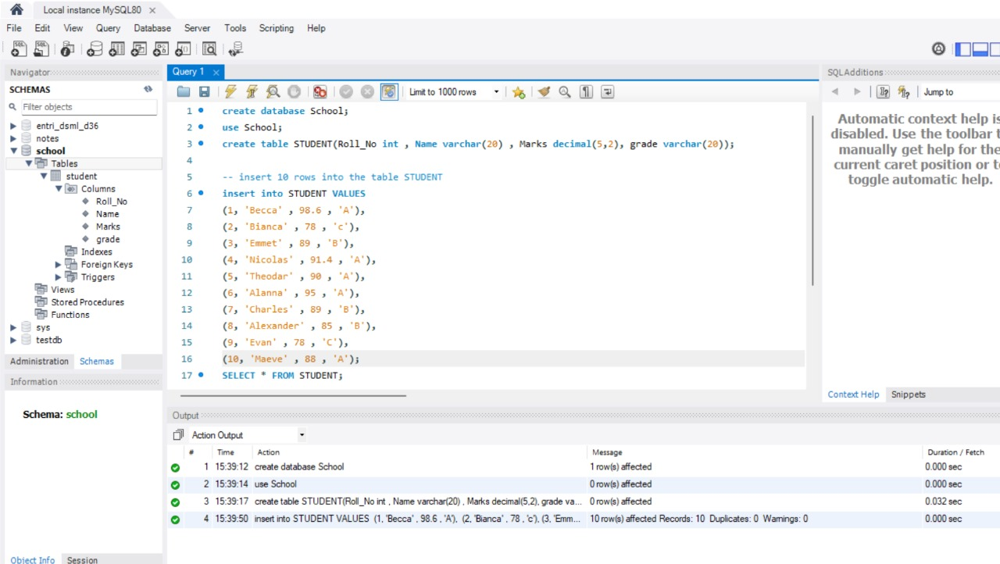 Local instance MySQL80 ×
File Edit View Query Database Server Tools Scripting Help
Navigator
SCHEMAS
Filter objects
entri_dsml_d36
notes
school
Tables
student
Columns
Roll_No
Name
Marks
grade
Indexes
Foreign Keys
Triggers
Views
Stored Procedures
Functions
sys
testdb
Administration Schemas
Information
Schema: school
Object Info Session
Query 1 ×
Limit to 1000 rows
1 create database School;
2 use School;
3 create table STUDENT(Roll_No int , Name varchar(20) , Marks decimal(5,2), grade varchar(20));
4
5 -- insert 10 rows into the table STUDENT
6 insert into STUDENT VALUES
7 (1, 'Becca' , 98.6 , 'A'),
8 (2, 'Bianca' , 78 , 'c'),
9 (3, 'Emmet' , 89 , 'B'),
10 (4, 'Nicolas' , 91.4 , 'A'),
11 (5, 'Theodar' , 90 , 'A'),
12 (6, 'Alanna' , 95 , 'A'),
13 (7, 'Charles' , 89 , 'B'),
14 (8, 'Alexander' , 85 , 'B'),
15 (9, 'Evan' , 78 , 'C'),
16 (10, 'Maeve' , 88 , 'A');
17 SELECT * FROM STUDENT;
SQLAdditions
Jump to
Automatic context help is
disabled. Use the toolbar
manually get help for the
current caret position or
toggle automatic help.
Context Help Snippets
Output
Action Output
# Time Action Message Duration / Fetch
1 15:39:12 create database School 1 row(s) affected 0.000 sec
2 15:39:14 use School 0 row(s) affected 0.000 sec
3 15:39:17 create table STUDENT(Roll_No int , Name varchar(20) , Marks decimal(5,2), grade va... 0 row(s) affected 0.032 sec
4 15:39:50 insert into STUDENT VALUES (1, 'Becca' , 98.6 , 'A'), (2, 'Bianca' , 78 , 'c'), (3, 'Emm... 10 row(s) affected Records: 10 Duplicates: 0 Warnings: 0 0.000 sec